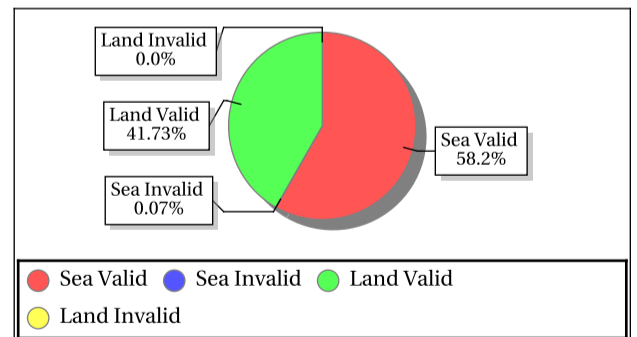 Land Invalid
0.0%
Land Valid
41.73%
Sea Valid
58.2%
Sea Invalid
0.07%
Sea Valid Sea Invalid Land Valid
Land Invalid